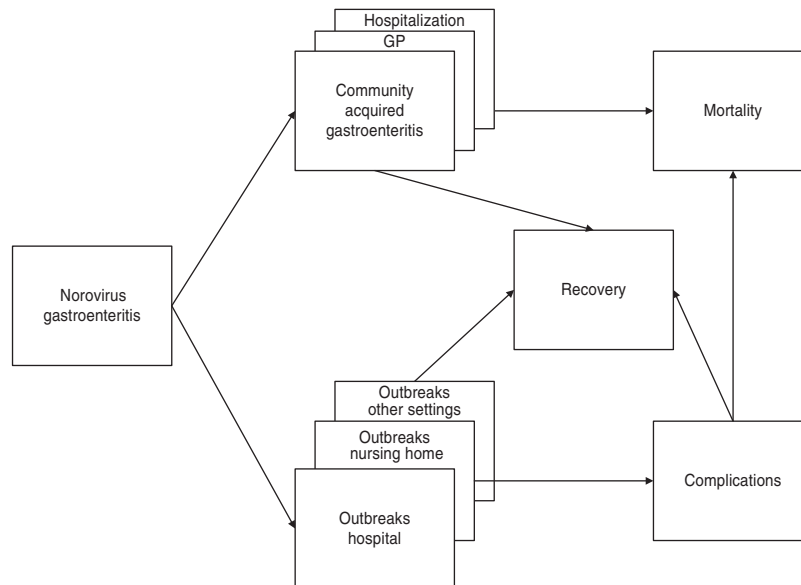 Hospitalization
GP
Community
acquired
gastroenteritis
Mortality
Norovirus
gastroenteritis
Recovery
Outbreaks
other settings
Outbreaks
nursing home
Outbreaks
hospital
Complications